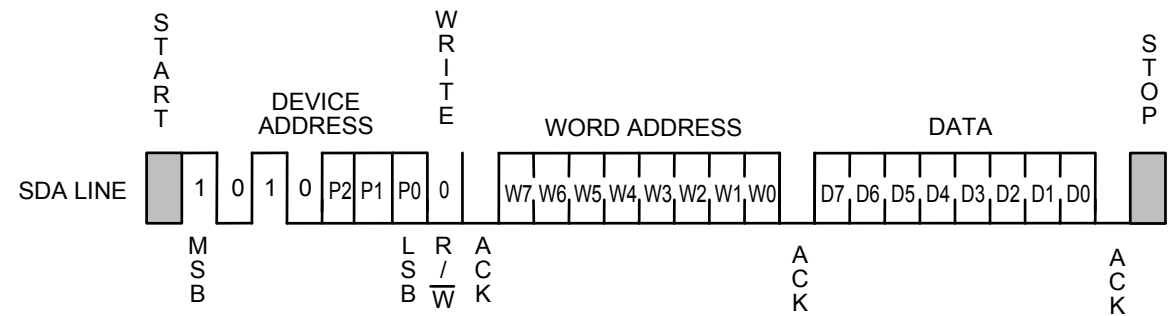 START
WRITE
STOP
DEVICE
ADDRESS
WORD ADDRESS
DATA
SDA LINE
1 0 1 0 P2 P1 P0 0
W7 W6 W5 W4 W3 W2 W1 W0
D7 D6 D5 D4 D3 D2 D1 D0
MSB
LSB
R/W
ACK
ACK
ACK